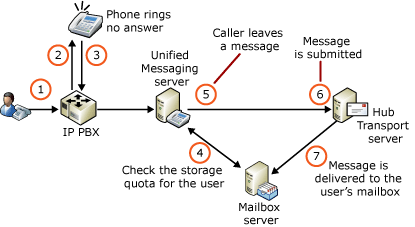 Phone rings
no answer
2
3
1
IP PBX
Unified
Messaging
server
Caller leaves
a message
5
Message
is submitted
6
Hub
Transport
server
4
Check the storage
quota for the user
Mailbox
server
7
Message is
delivered to the
user's mailbox